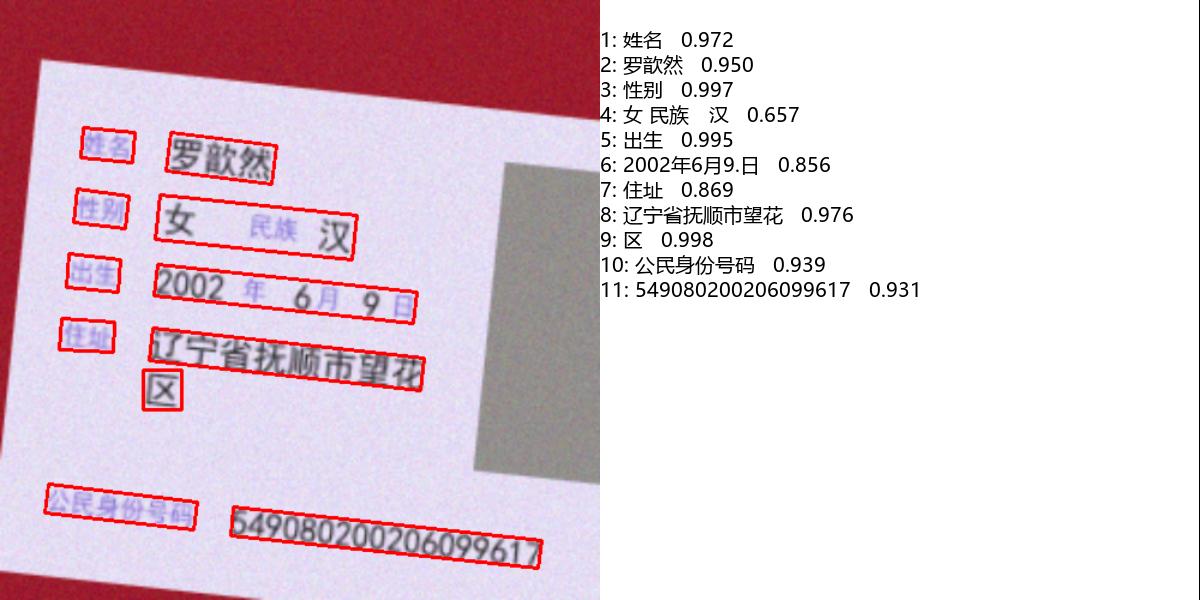 姓名 罗歆然
性别 女 民族 汉
出生 2002 年 6 月 9 日
住址 辽宁省抚顺市望花
区
公民身份号码 549080200206099617
1: 姓名 0.972
2: 罗歆然 0.950
3: 性别 0.997
4: 女 民族 汉 0.657
5: 出生 0.995
6: 2002年6月9.日 0.856
7: 住址 0.869
8: 辽宁省抚顺市望花 0.976
9: 区 0.998
10: 公民身份号码 0.939
11: 549080200206099617 0.931